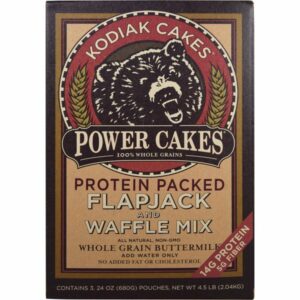 KODIAK CAKES
POWER CAKES
100% WHOLE GRAINS
PROTEIN PACKED
FLAPJACK
AND
WAFFLE MIX
ALL NATURAL, NON-GMO
WHOLE GRAIN BUTTERMILK
ADD WATER ONLY
NO ADDED FAT OR CHOLESTEROL
14G PROTEIN
5G FIBER
CONTAINS 3, 24 OZ (680G) POUCHES, NET WT 4.5 LB (2.04KG)